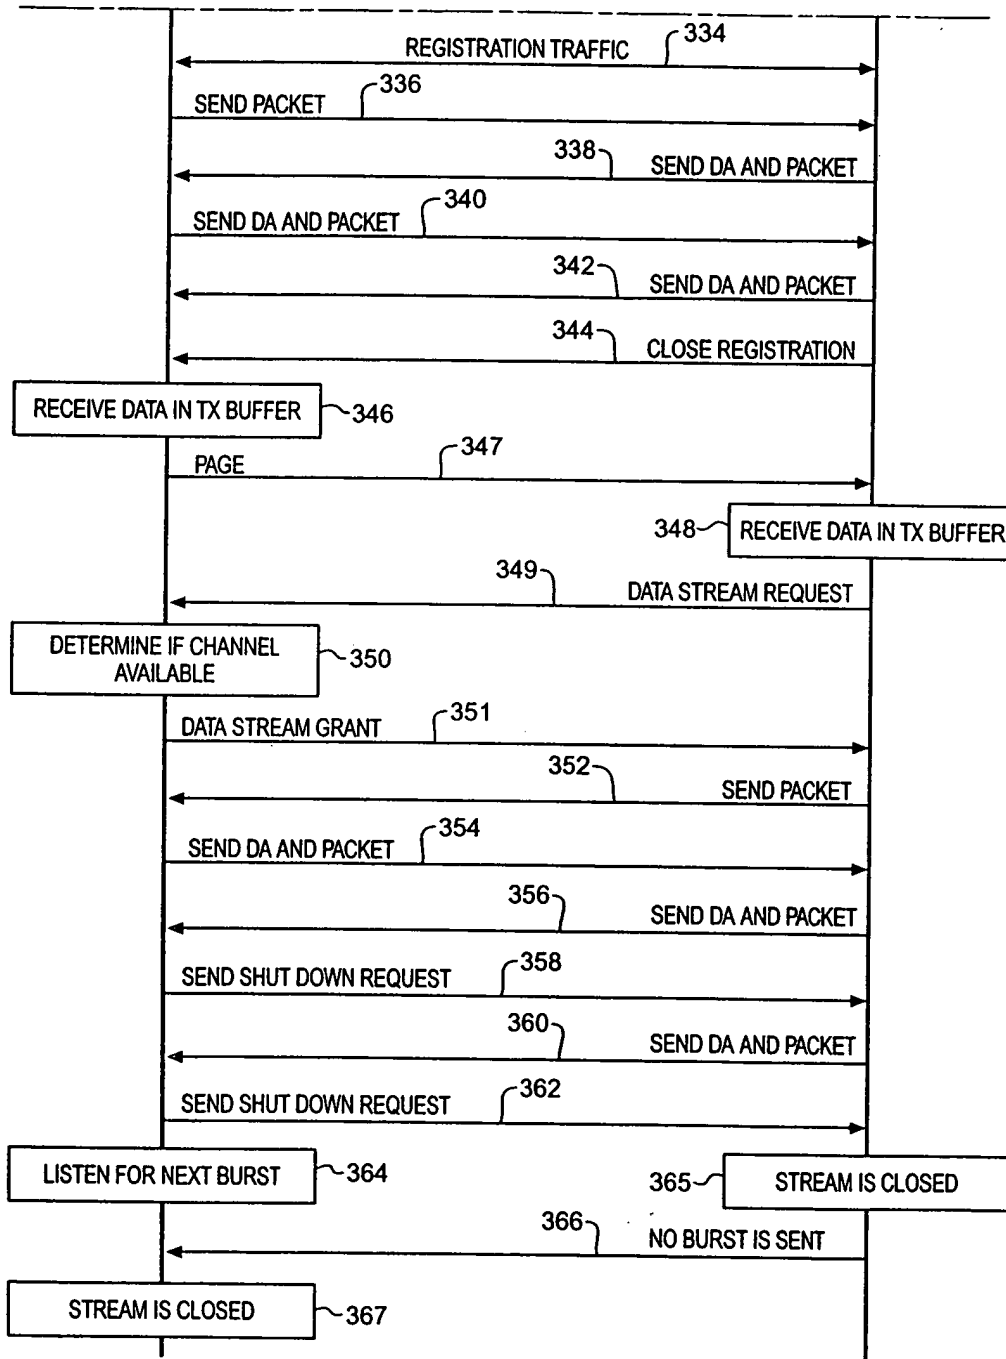 REGISTRATION TRAFFIC 334
SEND PACKET 336
338 SEND DA AND PACKET
SEND DA AND PACKET 340
342 SEND DA AND PACKET
344 CLOSE REGISTRATION
RECEIVE DATA IN TX BUFFER 346
PAGE 347
348 RECEIVE DATA IN TX BUFFER
349 DATA STREAM REQUEST
DETERMINE IF CHANNEL
AVAILABLE 350
DATA STREAM GRANT 351
352 SEND PACKET
SEND DA AND PACKET 354
356 SEND DA AND PACKET
SEND SHUT DOWN REQUEST 358
360 SEND DA AND PACKET
SEND SHUT DOWN REQUEST 362
LISTEN FOR NEXT BURST 364
365 STREAM IS CLOSED
366 NO BURST IS SENT
STREAM IS CLOSED 367